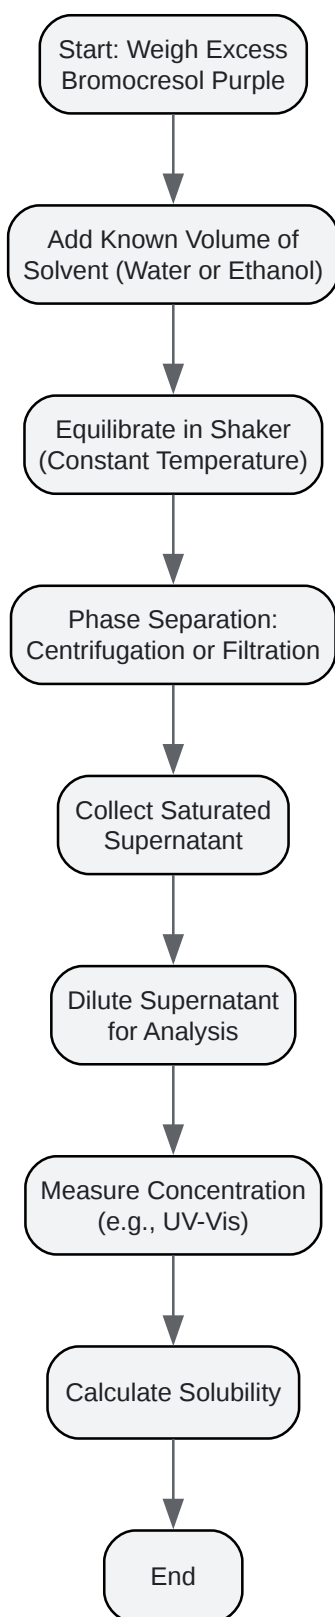 Start: Weigh Excess
Bromocresol Purple
Add Known Volume of
Solvent (Water or Ethanol)
Equilibrate in Shaker
(Constant Temperature)
Phase Separation:
Centrifugation or Filtration
Collect Saturated
Supernatant
Dilute Supernatant
for Analysis
Measure Concentration
(e.g., UV-Vis)
Calculate Solubility
End